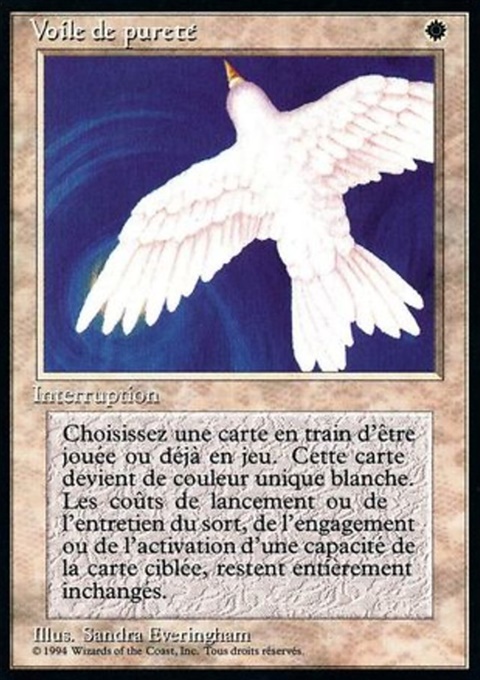 Voile de pureté
Interruption
Choisissez une carte en train d'être
jouée ou déjà en jeu. Cette carte
devient de couleur unique blanche.
Les coûts de lancement ou de
l'entretien du sort, de l'engagement
ou de l'activation d'une capacité de
la carte ciblée, restent entièrement
inchangés.
Illus. Sandra Everingham
© 1994 Wizards of the Coast, Inc. Tous droits réservés.